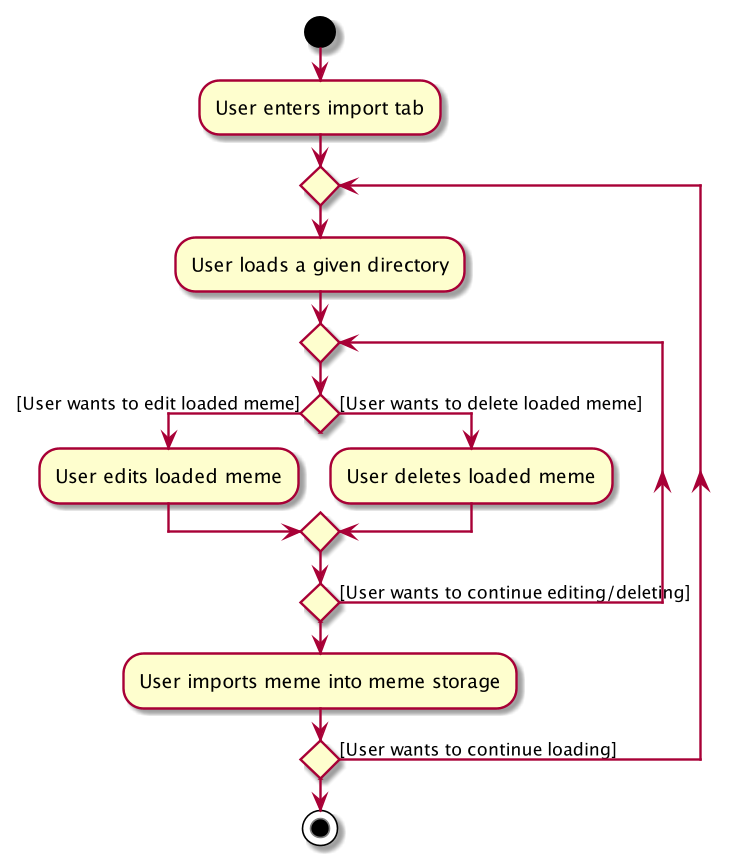 User enters import tab
User loads a given directory
[User wants to edit loaded meme]
[User wants to delete loaded meme]
User edits loaded meme
User deletes loaded meme
[User wants to continue editing/deleting]
User imports meme into meme storage
[User wants to continue loading]